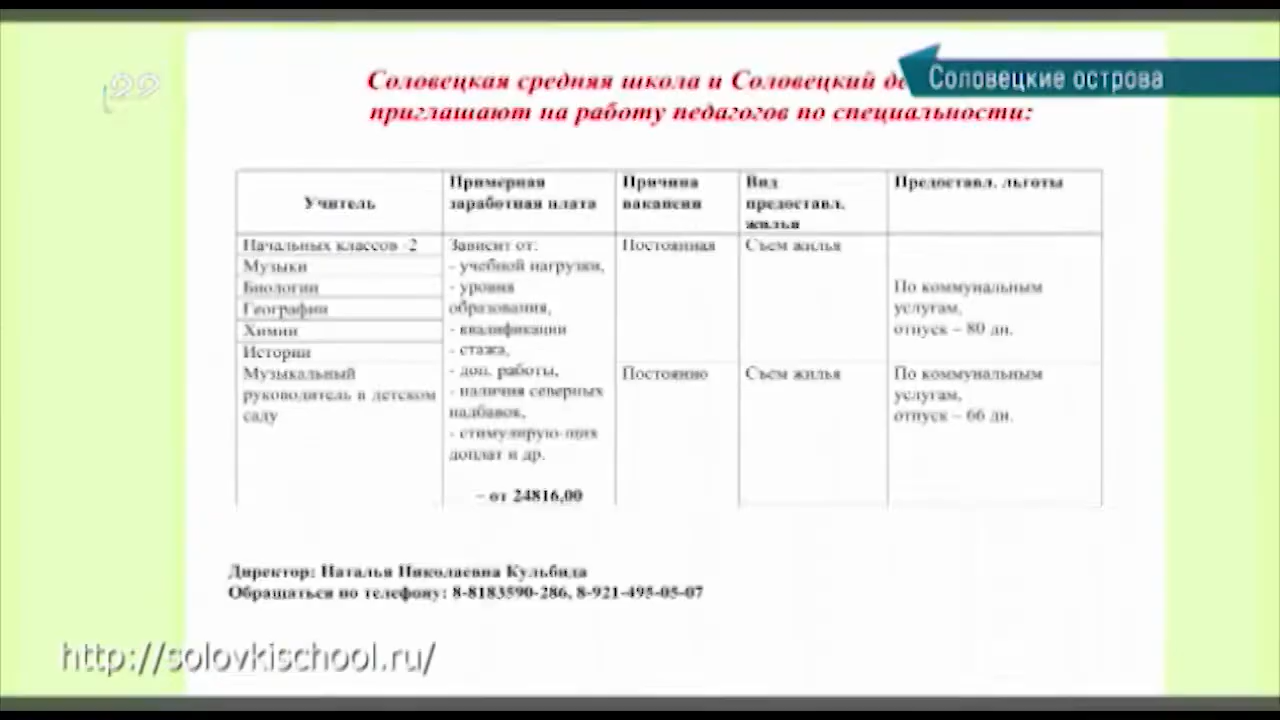 22
Соловецкие острова
Соловецкая средняя школа и Соловецкий де
приглашают на работу педагогов по специальности:
Учитель
Примерная
заработная плата
Причина
вакансии
Вид
предоставл.
жилья
Предоставл. льготы
Начальных классов -2
Музыки
Биологии
Географии
Химии
Истории
Музыкальный
руководитель в детском
саду
Зависит от:
- учебной нагрузки,
- уровня
образования,
- квалификации
- стажа,
- доп. работы,
- наличия северных
надбавок,
- стимулирую-щих
доплат и др.
– от 24816,00
Постоянная
Постоянно
Съем жилья
Съем жилья
По коммунальным
услугам,
отпуск – 80 дн.
По коммунальным
услугам,
отпуск – 66 дн.
Директор: Наталья Николаевна Кульбида
Обращаться по телефону: 8-8183590-286, 8-921-495-05-07
http://solovkischool.ru/